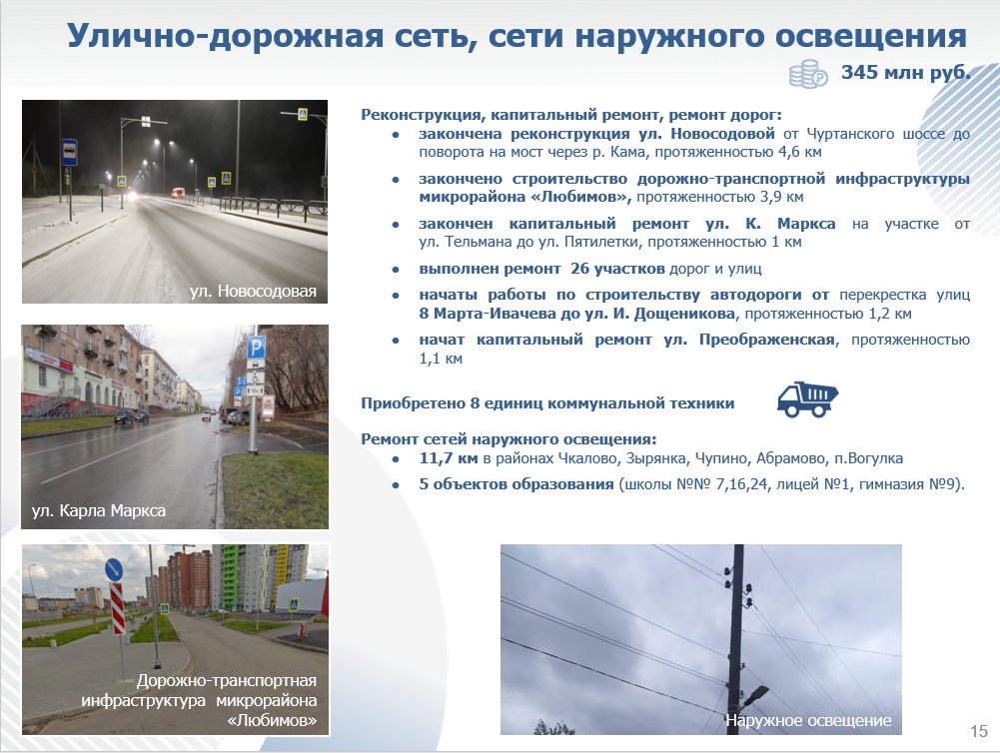 Улично-дорожная сеть, сети наружного освещения
345 млн руб.
ул. Новосодовая
ул. Карла Маркса
Дорожно-транспортная
инфраструктура микрорайона
«Любимов»
Реконструкция, капитальный ремонт, ремонт дорог:
● закончена реконструкция ул. Новосодовой от Чуртанского шоссе до
поворота на мост через р. Кама, протяженностью 4,6 км
● закончено строительство дорожно-транспортной инфраструктуры
микрорайона «Любимов», протяженностью 3,9 км
● закончен капитальный ремонт ул. К. Маркса на участке от
ул. Тельмана до ул. Пятилетки, протяженностью 1 км
● выполнен ремонт 26 участков дорог и улиц
● начаты работы по строительству автодороги от перекрестка улиц
8 Марта-Ивачева до ул. И. Дощеникова, протяженностью 1,2 км
● начат капитальный ремонт ул. Преображенская, протяженностью
1,1 км
Приобретено 8 единиц коммунальной техники
Ремонт сетей наружного освещения:
● 11,7 км в районах Чкалово, Зырянка, Чупино, Абрамово, п.Вогулка
● 5 объектов образования (школы №№ 7,16,24, лицей №1, гимназия №9).
Наружное освещение
15
P